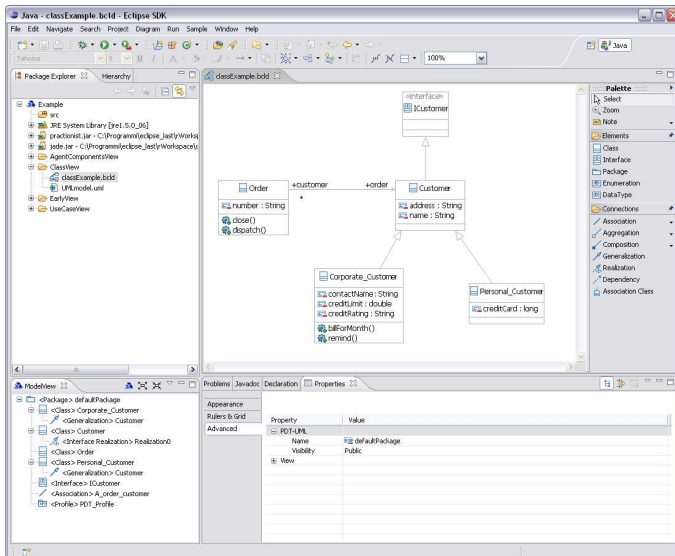 Java - classExample.bcld - Eclipse SDK
File Edit Navigate Search Project Diagram Run Sample Window Help
Java
Tahoma 9 B I A 100%
Package Explorer Hierarchy
Example
src
JRE System Library [jre1.5.0_06]
practionist.jar - C:\Programmi\eclipse_last\rWorksp
jade.jar - C:\Programmi\eclipse_last\rWorkspace\c
AgentComponentsView
ClassView
classExample.bcld
UMLmodel.uml
EarlyView
UseCaseView
classExample.bcld
«interface»
ICustomer
Order
number : String
close()
dispatch()
+customer
*
+order
Customer
address : String
name : String
Corporate_Customer
contactName : String
creditLimit : double
creditRating : String
billForMonth()
remind()
Personal_Customer
creditCard : long
Palette
Select
Zoom
Note
Elements
Class
Interface
Package
Enumeration
DataType
Connections
Association
Aggregation
Composition
Generalization
Realization
Dependency
Association Class
ModelView
<Package> defaultPackage
<Class> Corporate_Customer
<Generalization> Customer
<Class> Customer
<Interface Realization> Realization0
<Class> Order
<Class> Personal_Customer
<Generalization> Customer
<Interface> ICustomer
<Association> A_order_customer
<Profile> PDT_Profile
Problems Javadoc Declaration Properties
Appearance
Rulers & Grid
Advanced
Property Value
PDT-UML
Name defaultPackage
Visibility Public
View